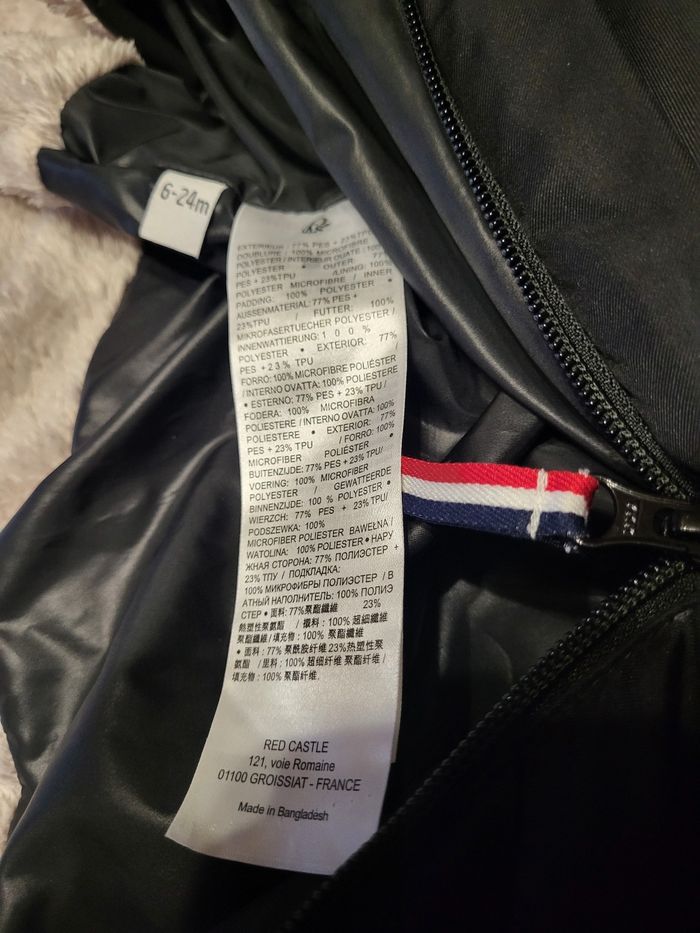 6-24m
EXTERIEUR : 77% PES + 23%TPU
DOUBLURE : 100% MICROFIBRE
POLYESTER / INTERIEUR OUATE : 100%
POLYESTER • OUTER: 77%
PES + 23%TPU /LINING: 100%
POLYESTER MICROFIBRE / INNER
PADDING: 100% POLYESTER •
AUSSENMATERIAL: 77% PES +
23%TPU / FUTTER: 100%
MIKROFASERTUECHER POLYESTER /
INNENWATTIERUNG: 100%
POLYESTER • EXTERIOR: 77%
PES +23% TPU /
FORRO: 100% MICROFIBRE POLIÉSTER
/ INTERNO OVATTA: 100% POLIESTERE
• ESTERNO: 77% PES + 23% TPU /
FODERA: 100% MICROFIBRA
POLIESTERE / INTERNO OVATTA: 100%
POLIESTERE • EXTERIOR: 77%
PES + 23% TPU / FORRO: 100%
MICROFIBER POLIÉSTER •
BUITENZIJDE: 77% PES + 23% TPU/
VOERING: 100% MICROFIBER
POLYESTER / GEWATTEERDE
BINNENZIJDE: 100 % POLYESTER •
WIERZCH: 77% PES + 23% TPU/
PODSZEWKA: 100%
MICROFIBER POLIESTER BAWEŁNA /
WATOLINA: 100% POLIESTER • НАРУ
ЖНАЯ СТОРОНА: 77% ПОЛИЭСТЕР +
23% ТПУ / ПОДКЛАДКА:
100% МИКРОФИБРЫ ПОЛИЭСТЕР / В
АТНЫЙ НАПОЛНИТЕЛЬ: 100% ПОЛИЭ
СТЕР • 面料 : 77%聚酯纖維 23%
熱塑性聚氨酯 / 襯料 : 100% 超細纖維
聚酯纖維 / 填充物 : 100% 聚酯纖維
• 面料 : 77% 聚酰胺纤维 23%热塑性聚
氨酯 / 里料 : 100% 超细纤维 聚酯纤维 /
填充物 : 100% 聚酯纤维
RED CASTLE
121, voie Romaine
01100 GROISSIAT - FRANCE
Made in Bangladesh